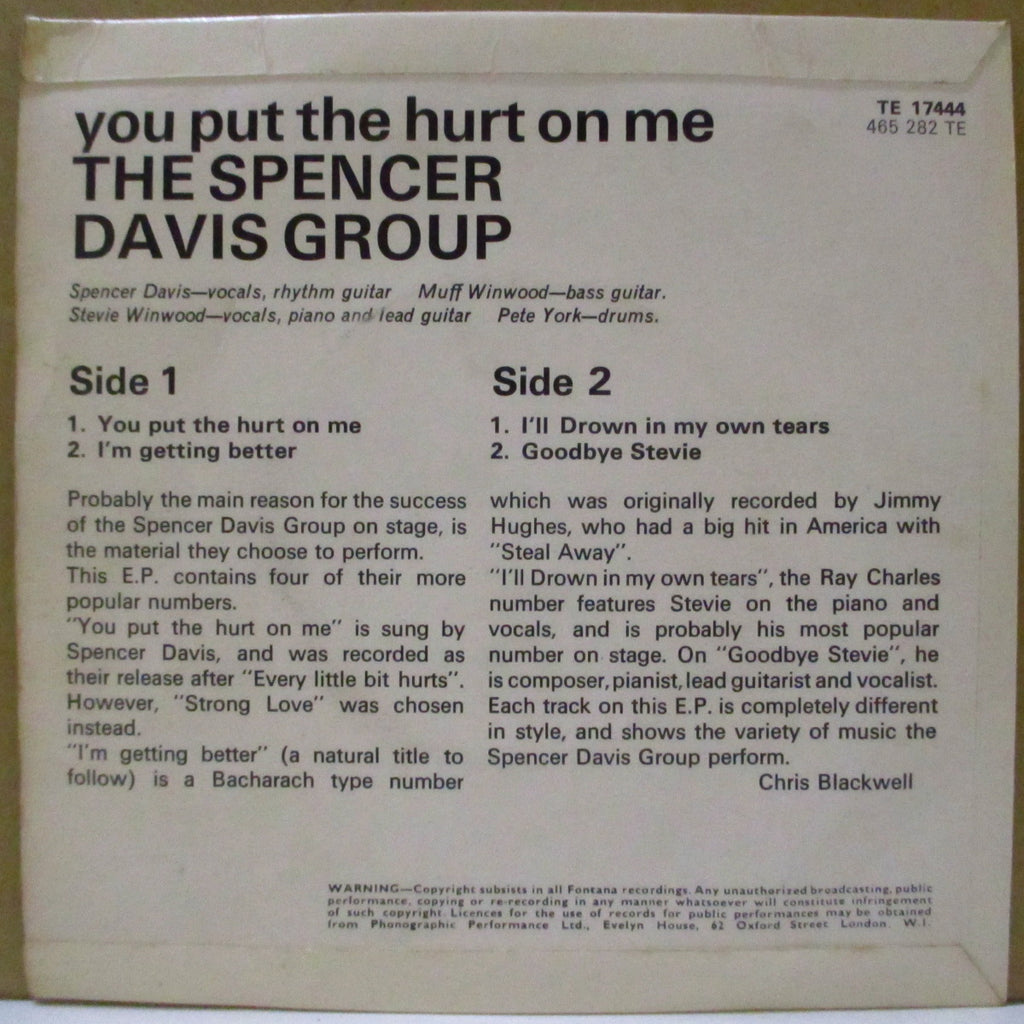 you put the hurt on me
THE SPENCER
DAVIS GROUP
TE 17444
465 282 TE
Spencer Davis—vocals, rhythm guitar Muff Winwood—bass guitar.
Stevie Winwood—vocals, piano and lead guitar Pete York—drums.
Side 1
1. You put the hurt on me
2. I'm getting better
Side 2
1. I'll Drown in my own tears
2. Goodbye Stevie
Probably the main reason for the success
of the Spencer Davis Group on stage, is
the material they choose to perform.
This E.P. contains four of their more
popular numbers.
"You put the hurt on me" is sung by
Spencer Davis, and was recorded as
their release after "Every little bit hurts".
However, "Strong Love" was chosen
instead.
"I'm getting better" (a natural title to
follow) is a Bacharach type number
which was originally recorded by Jimmy
Hughes, who had a big hit in America with
"Steal Away".
"I'll Drown in my own tears", the Ray Charles
number features Stevie on the piano and
vocals, and is probably his most popular
number on stage. On "Goodbye Stevie", he
is composer, pianist, lead guitarist and vocalist.
Each track on this E.P. is completely different
in style, and shows the variety of music the
Spencer Davis Group perform.
Chris Blackwell
WARNING—Copyright subsists in all Fontana recordings. Any unauthorized broadcasting, public
performance, copying or re-recording in any manner whatsoever will constitute infringement
of such copyright. Licences for the use of records for public performances may be obtained
from Phonographic Performance Ltd., Evelyn House, 62 Oxford Street London. W.I.